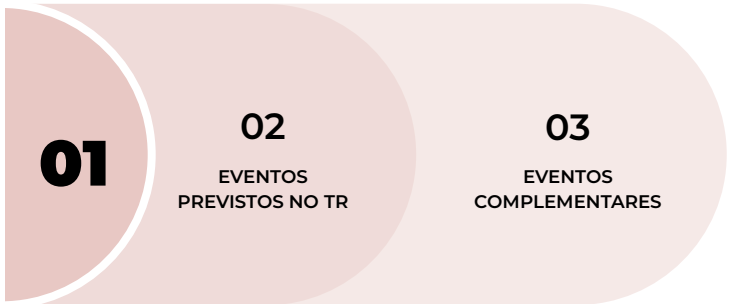 01
02
EVENTOS
PREVISTOS NO TR
03
EVENTOS
COMPLEMENTARES